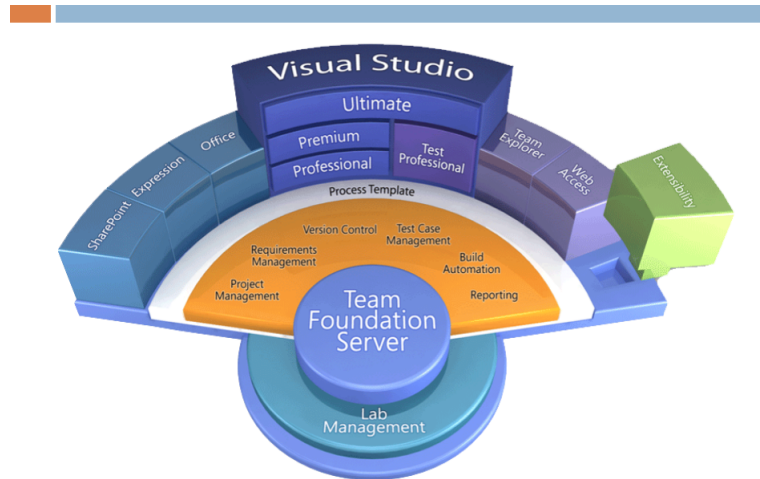 Visual Studio
Ultimate
Premium
Professional
Test
Professional
Office
Expression
SharePoint
Team
Explorer
Web
Access
Extensibility
Process Template
Version Control
Test Case
Management
Requirements
Management
Build
Automation
Project
Management
Reporting
Team
Foundation
Server
Lab
Management